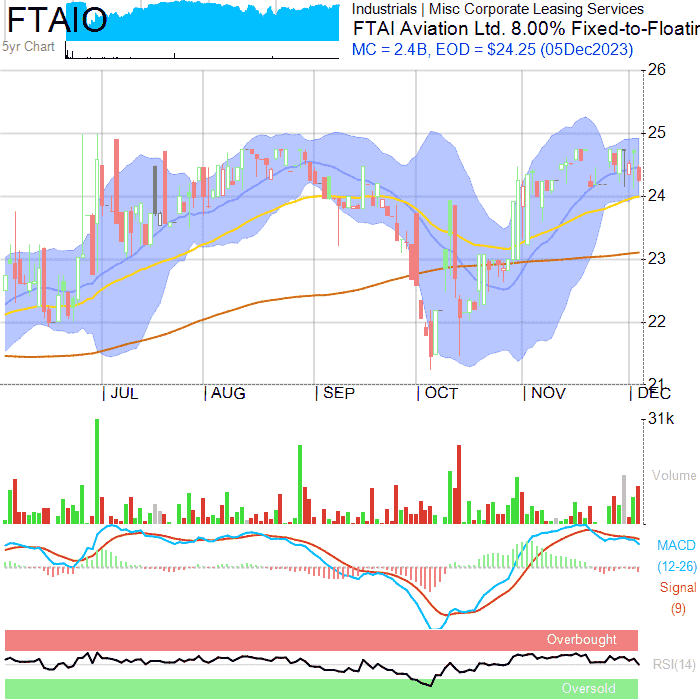 FTAIO
5yr Chart
Industrials | Misc Corporate Leasing Services
FTAI Aviation Ltd. 8.00% Fixed-to-Floatin
MC = 2.4B, EOD = $24.25 (05Dec2023)
26
25
24
23
22
21
JUL
AUG
SEP
OCT
NOV
DEC
31k
Volume
MACD
(12-26)
Signal
(9)
Overbought
RSI(14)
Oversold